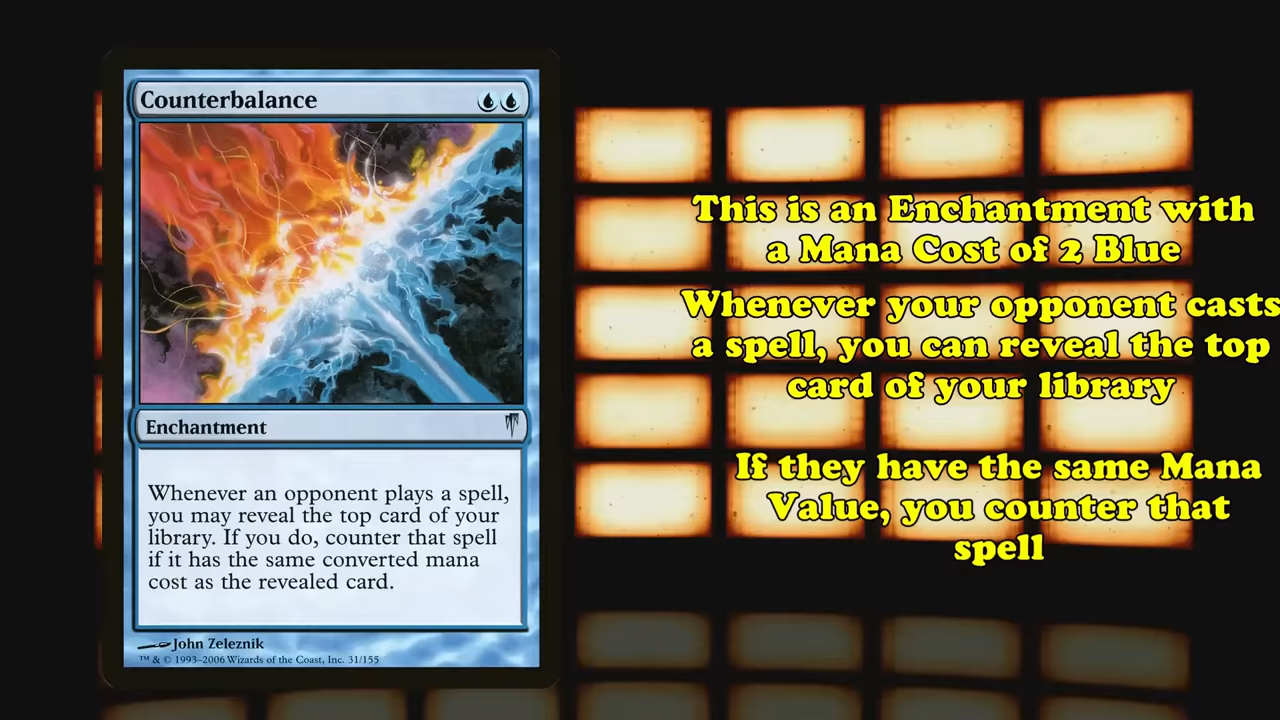 Counterbalance
Enchantment
Whenever an opponent plays a spell,
you may reveal the top card of your
library. If you do, counter that spell
if it has the same converted mana
cost as the revealed card.
John Zeleznik
™ & © 1993–2006 Wizards of the Coast, Inc. 31/155
This is an Enchantment with
a Mana Cost of 2 Blue
Whenever your opponent casts
a spell, you can reveal the top
card of your library
If they have the same Mana
Value, you counter that
spell